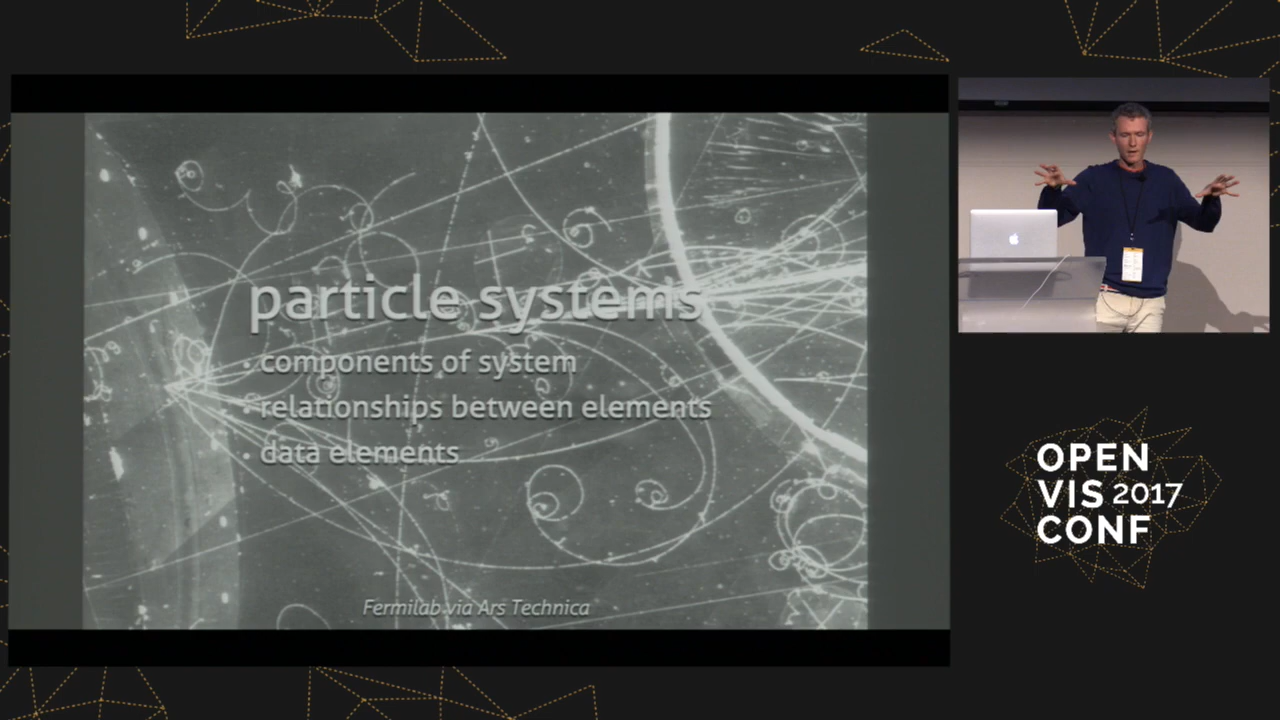 particle systems
• components of system
• relationships between elements
• data elements
Fermilab via Ars Technica
OPEN
VIS 2017
CONF